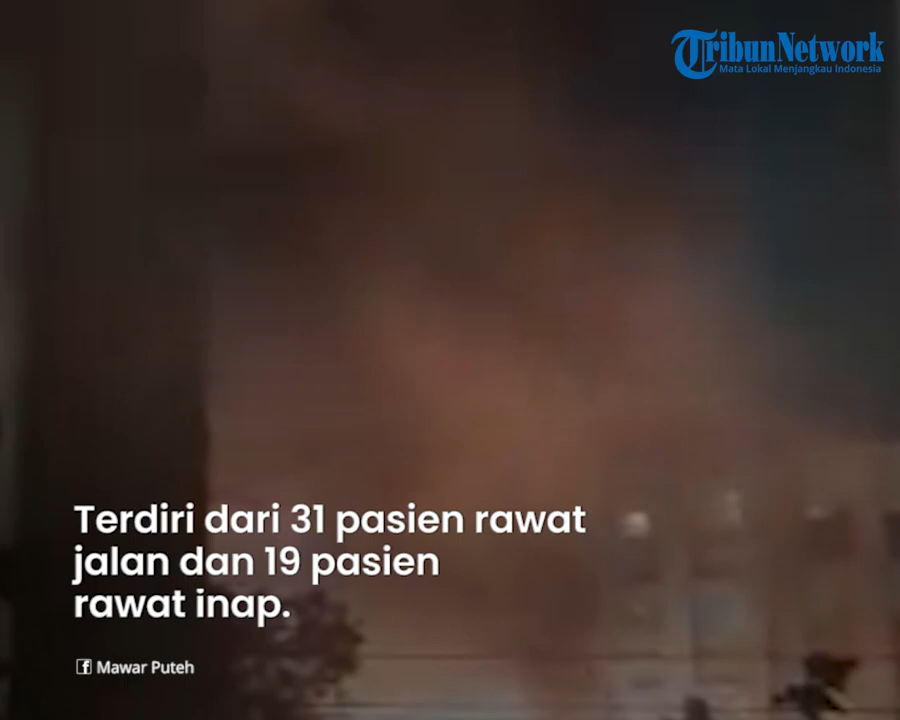 TribunNetwork
Mata Lokal Menjangkau Indonesia
Terdiri dari 31 pasien rawat
jalan dan 19 pasien
rawat inap.
f Mawar Puteh